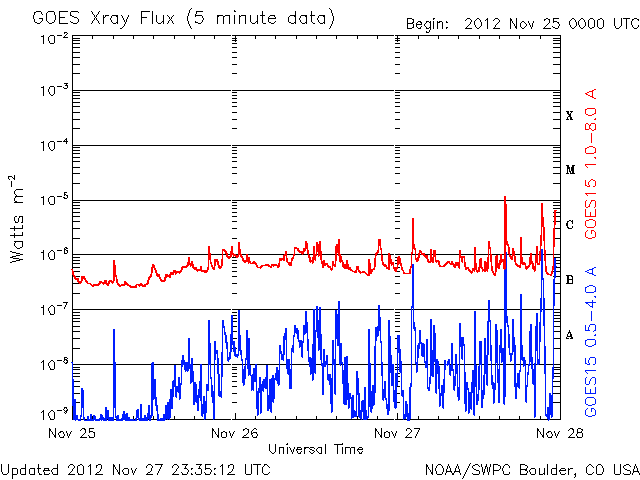 GOES Xray Flux (5 minute data)
Begin: 2012 Nov 25 0000 UTC
10-2
10-3
10-4
10-5
10-6
10-7
10-8
10-9
Watts m-2
X
M
C
B
A
GOES15 1.0-8.0 A
GOES15 0.5-4.0 A
Nov 25 Nov 26 Nov 27 Nov 28
Universal Time
Updated 2012 Nov 27 23:35:12 UTC
NOAA/SWPC Boulder, CO USA